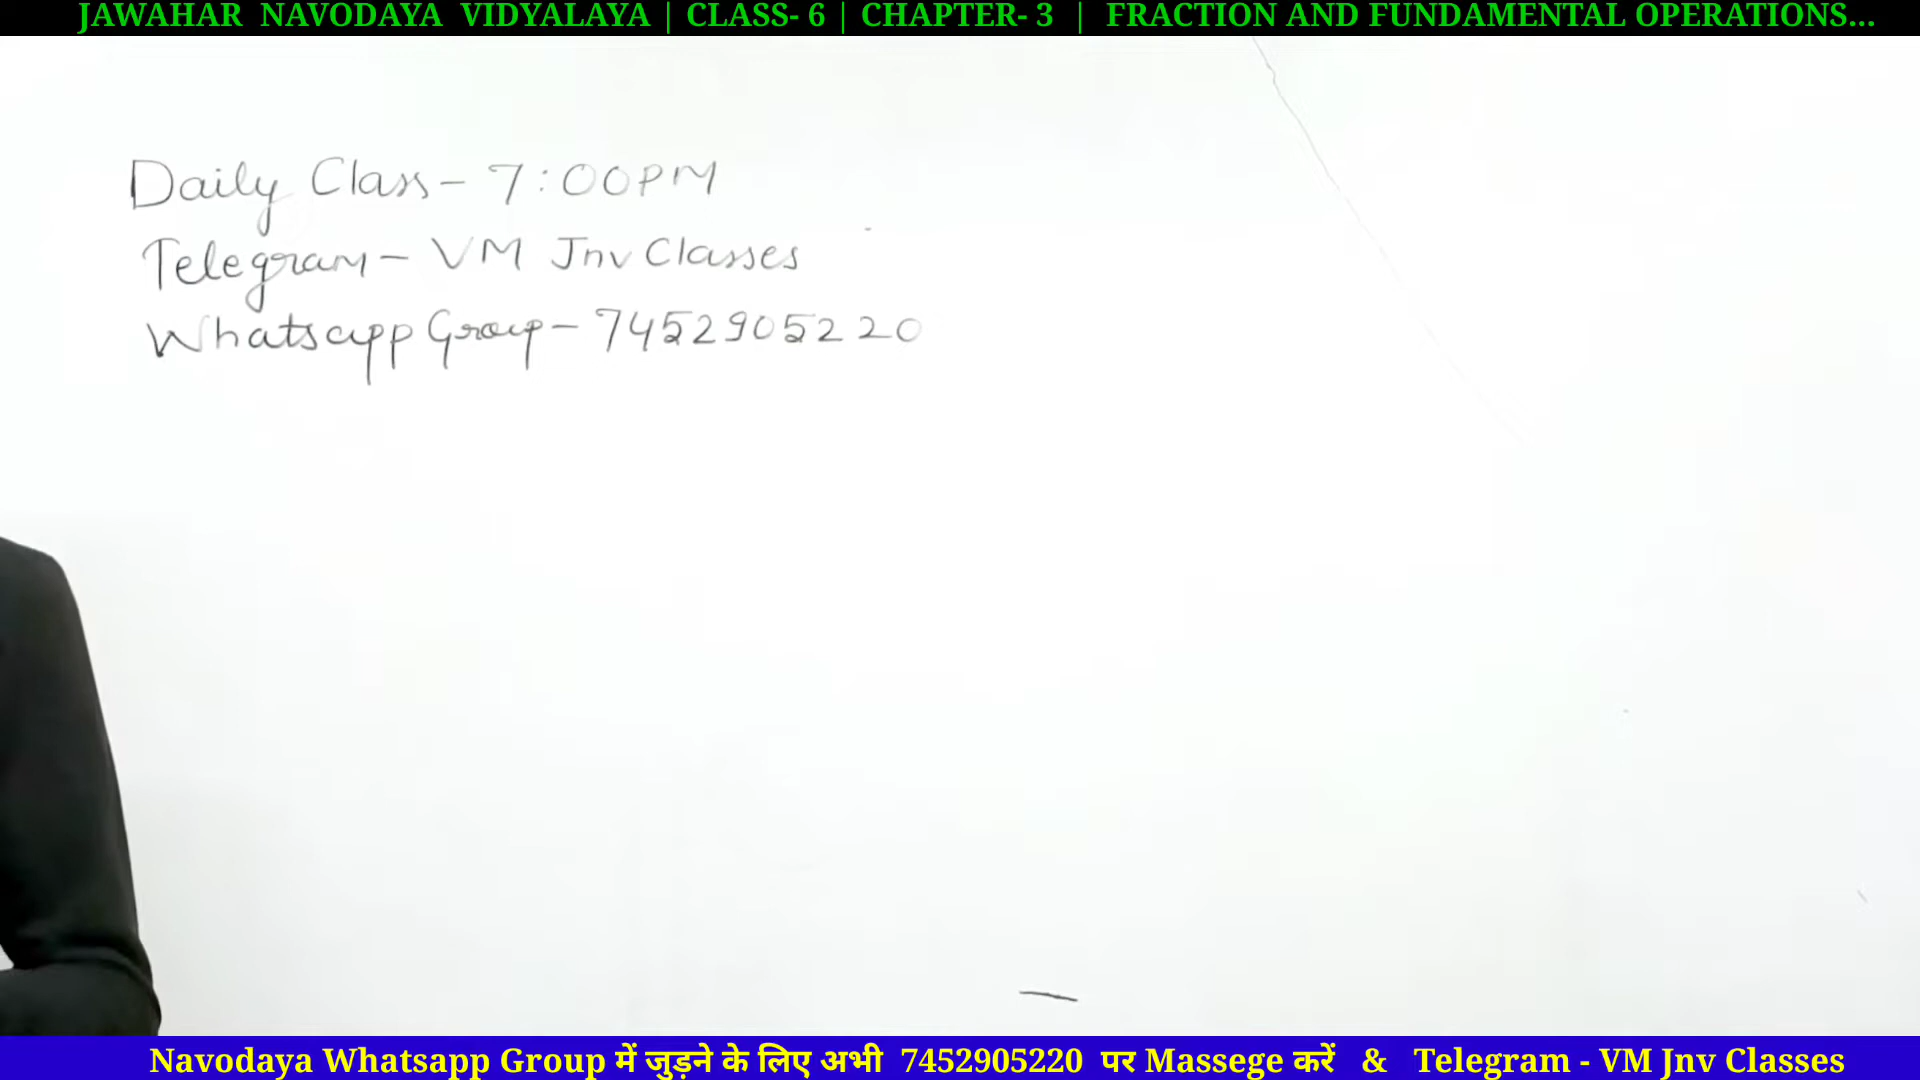 JAWAHAR NAVODAYA VIDYALAYA | CLASS- 6 | CHAPTER- 3 | FRACTION AND FUNDAMENTAL OPERATIONS...
Daily Class - 7:00PM
Telegram - VM Jnv Classes
Whatsapp Group - 7452905220
Navodaya Whatsapp Group में जुड़ने के लिए अभी 7452905220 पर Massege करें & Telegram - VM Jnv Classes